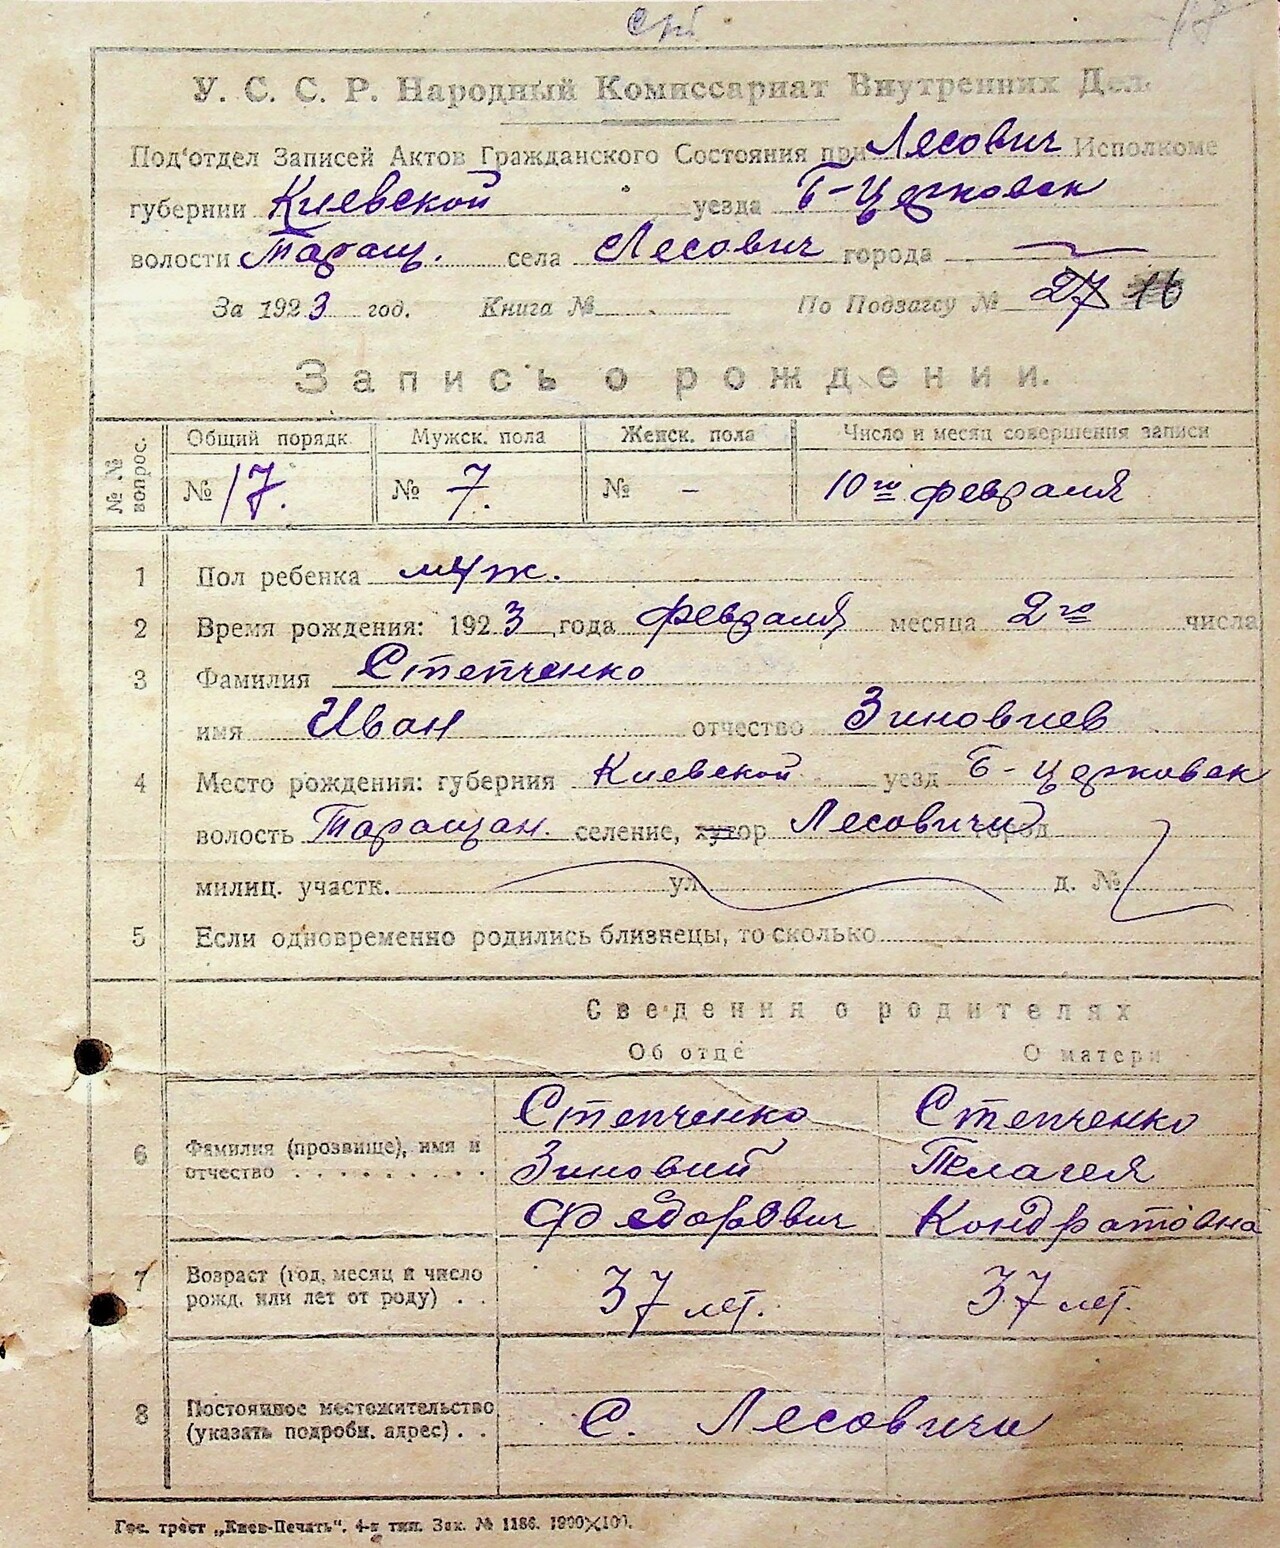 У. С. С. Р. Народный Комиссариат Внутренних Дел.
Под'отдел Записей Актов Гражданского Состояния при Лесович Исполкоме
губернии Киевской уезда Б-Церковск
волости Таращ. села Лесович города
За 1923 год. Книга № По Подзагсу № 27 16
Запись о рождении.
№ № вопрос. Общий порядк. Мужск. пола Женск. пола Число и месяц совершения записи
№ 17. № 7. № - 10го февраля
1 Пол ребенка муж.
2 Время рождения: 1923 года февраля месяца 2го числа
3 Фамилия Степченко
имя Иван отчество Зиновиев
4 Место рождения: губерния Киевской уезд Б-Церковск
волость Таращан. селение, хутор Лесовичи город
милиц. участк. ул. д. №
5 Если одновременно родились близнецы, то сколько
Сведения о родителях
Об отце О матери
6 Фамилия (прозвище), имя и отчество . . . . . . . . . Степченко Степченко
Зиновий Пелагея
Федорович Кондратовна
7 Возраст (год, месяц и число рожд. или лет от роду) . . 37 лет. 37 лет.
8 Постоянное местожительство (указать подробн. адрес) . . С. Лесовичи
Гос. трест „Киев-Печать". 4-я тип. Зак. № 1186. 1900×100.